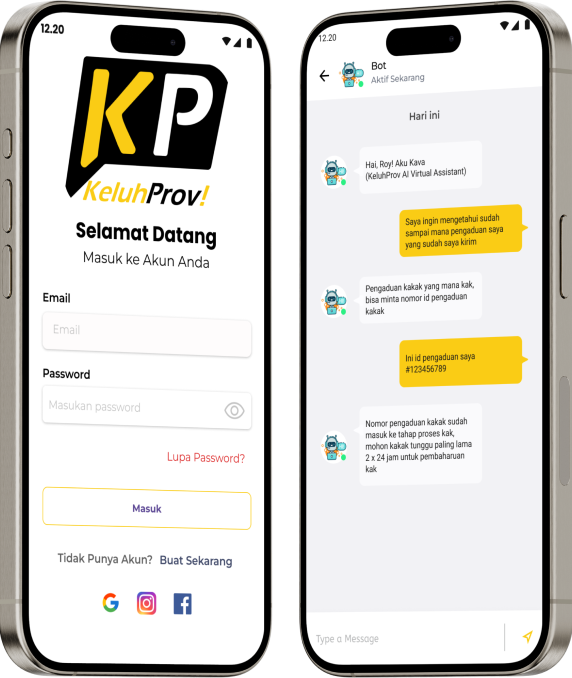 12.20
KP
KeluhProv!
Selamat Datang
Masuk ke Akun Anda
Email
Email
Password
Masukan password
Lupa Password?
Masuk
Tidak Punya Akun? Buat Sekarang
12.20
Bot
Aktif Sekarang
Hari ini
Hai, Roy! Aku Kava
(KeluhProv AI Virtual Assistant)
Saya ingin mengetahui sudah
sampai mana pengaduan saya
yang sudah saya kirim
Pengaduan kakak yang mana kak,
bisa minta nomor id pengaduan
kakak
Ini id pengaduan saya
#123456789
Nomor pengaduan kakak sudah
masuk ke tahap proses kak,
mohon kakak tunggu paling lama
2 x 24 jam untuk pembaharuan
kak
Type a Message